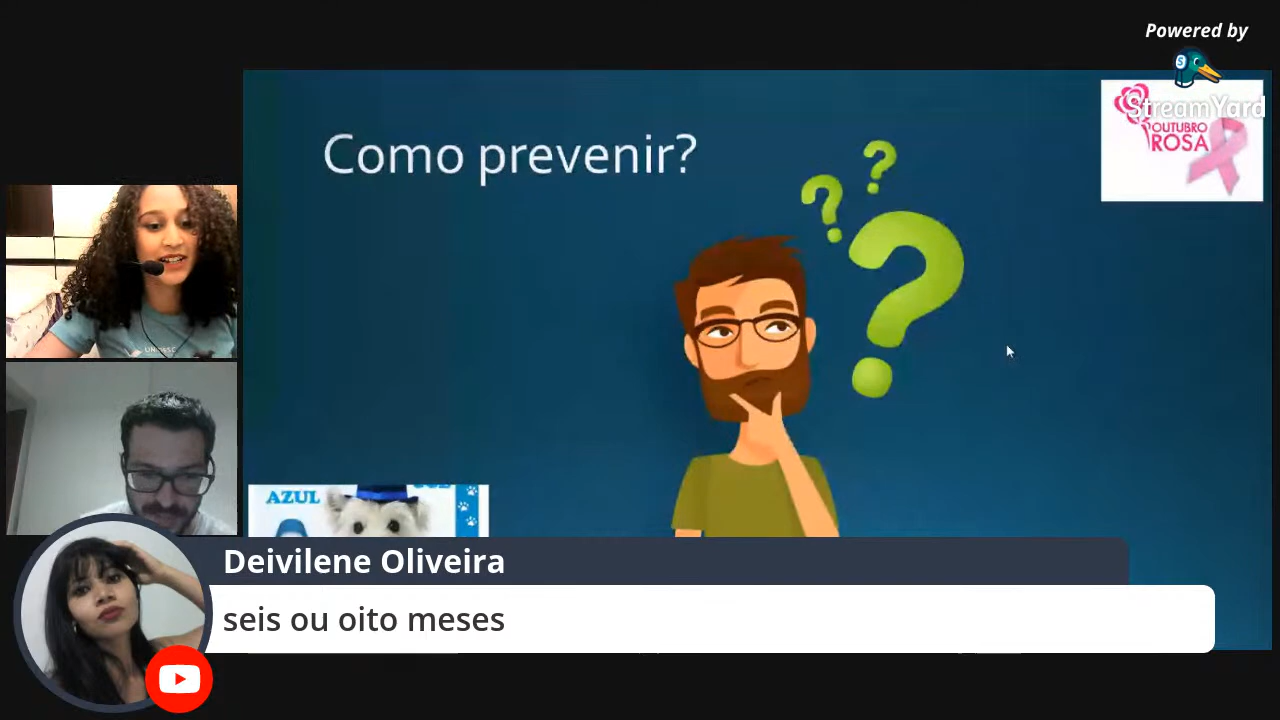 Powered by
StreamYard
OUTUBRO
ROSA
Como prevenir?
AZUL
Deivilene Oliveira
seis ou oito meses